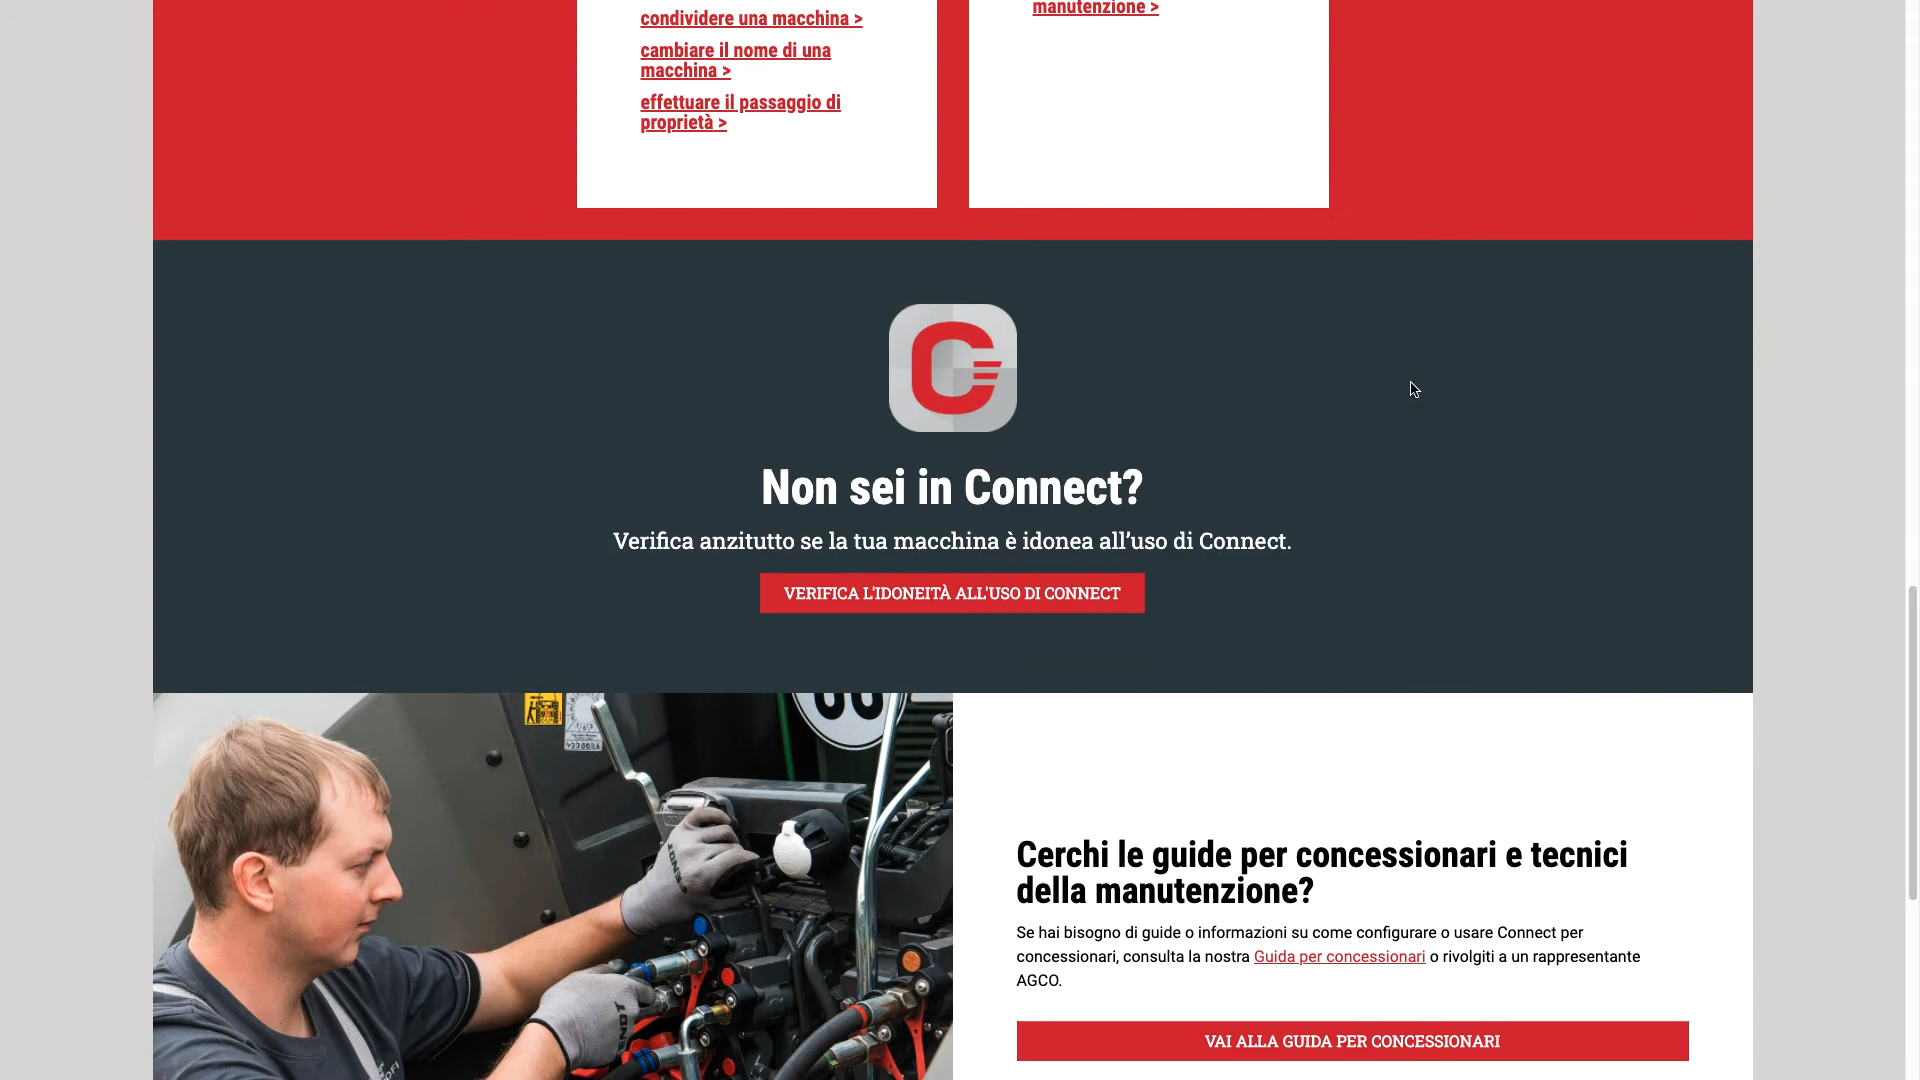 condividere una macchina >
manutenzione >
cambiare il nome di una
macchina >
effettuare il passaggio di
proprietà >
Non sei in Connect?
Verifica anzitutto se la tua macchina è idonea all’uso di Connect.
VERIFICA L'IDONEITÀ ALL'USO DI CONNECT
Cerchi le guide per concessionari e tecnici
della manutenzione?
Se hai bisogno di guide o informazioni su come configurare o usare Connect per
concessionari, consulta la nostra Guida per concessionari o rivolgiti a un rappresentante
AGCO.
VAI ALLA GUIDA PER CONCESSIONARI